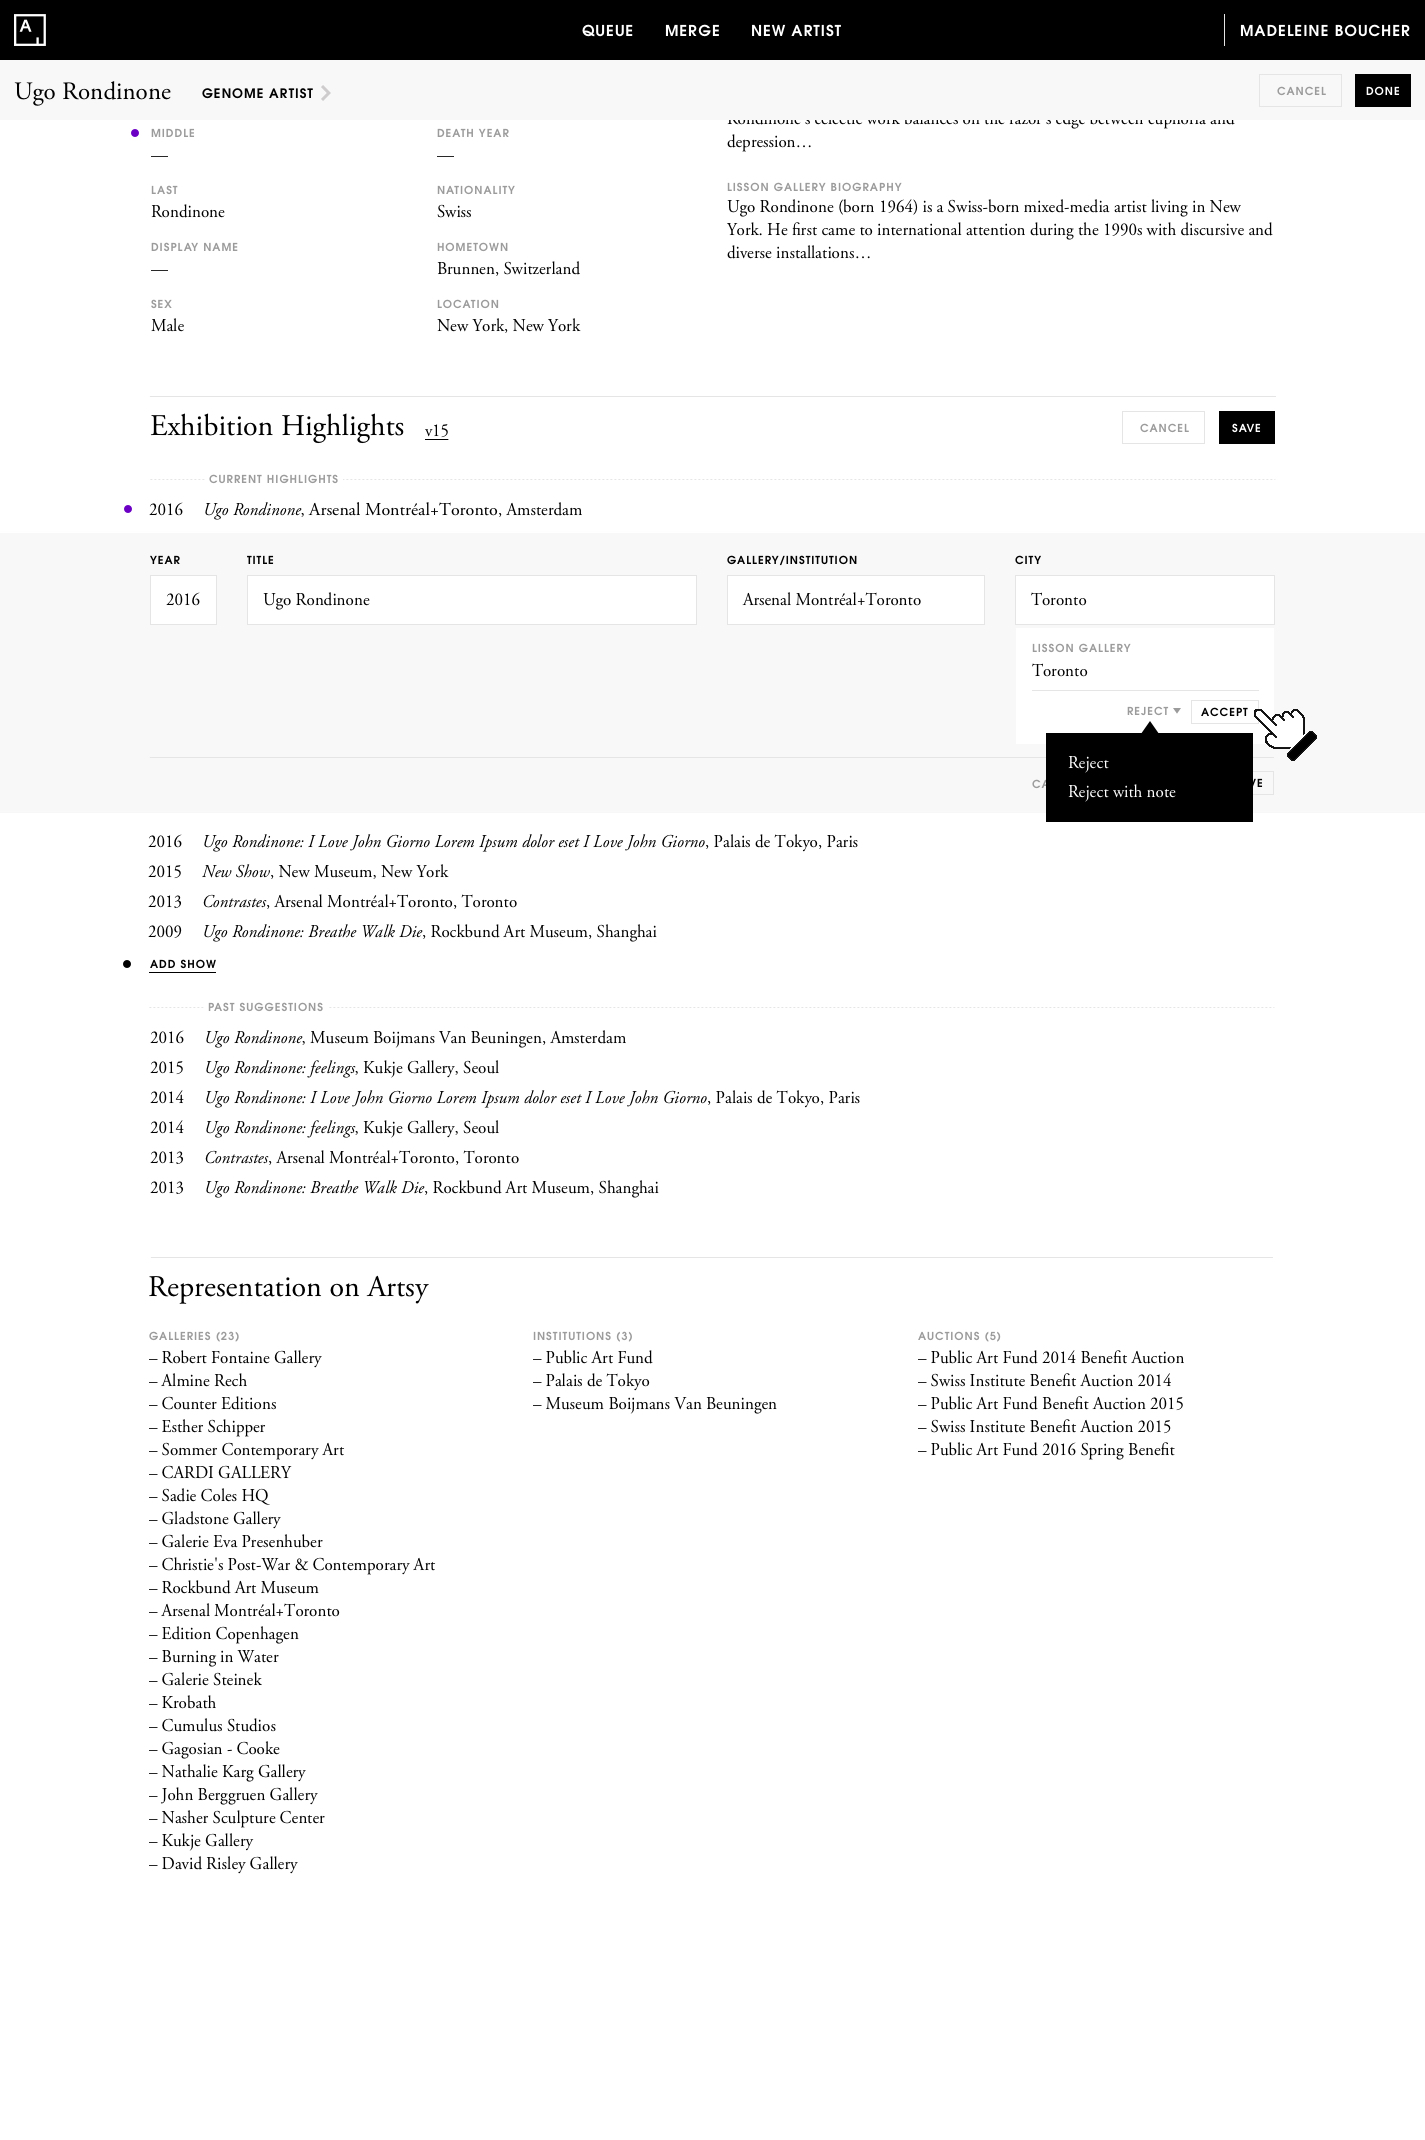 A
QUEUE MERGE NEW ARTIST
MADELEINE BOUCHER
Ugo Rondinone GENOME ARTIST
CANCEL DONE
Rondinone's eclectic work balances on the razor's edge between euphoria and
depression…
MIDDLE
—
DEATH YEAR
—
LAST
Rondinone
NATIONALITY
Swiss
DISPLAY NAME
—
HOMETOWN
Brunnen, Switzerland
SEX
Male
LOCATION
New York, New York
LISSON GALLERY BIOGRAPHY
Ugo Rondinone (born 1964) is a Swiss-born mixed-media artist living in New
York. He first came to international attention during the 1990s with discursive and
diverse installations…
Exhibition Highlights v15
CANCEL SAVE
CURRENT HIGHLIGHTS
2016 Ugo Rondinone, Arsenal Montréal+Toronto, Amsterdam
YEAR TITLE GALLERY/INSTITUTION CITY
2016 Ugo Rondinone Arsenal Montréal+Toronto Toronto
LISSON GALLERY
Toronto
REJECT ACCEPT
Reject
Reject with note
2016 Ugo Rondinone: I Love John Giorno Lorem Ipsum dolor eset I Love John Giorno, Palais de Tokyo, Paris
2015 New Show, New Museum, New York
2013 Contrastes, Arsenal Montréal+Toronto, Toronto
2009 Ugo Rondinone: Breathe Walk Die, Rockbund Art Museum, Shanghai
ADD SHOW
PAST SUGGESTIONS
2016 Ugo Rondinone, Museum Boijmans Van Beuningen, Amsterdam
2015 Ugo Rondinone: feelings, Kukje Gallery, Seoul
2014 Ugo Rondinone: I Love John Giorno Lorem Ipsum dolor eset I Love John Giorno, Palais de Tokyo, Paris
2014 Ugo Rondinone: feelings, Kukje Gallery, Seoul
2013 Contrastes, Arsenal Montréal+Toronto, Toronto
2013 Ugo Rondinone: Breathe Walk Die, Rockbund Art Museum, Shanghai
Representation on Artsy
GALLERIES (23)
– Robert Fontaine Gallery
– Almine Rech
– Counter Editions
– Esther Schipper
– Sommer Contemporary Art
– CARDI GALLERY
– Sadie Coles HQ
– Gladstone Gallery
– Galerie Eva Presenhuber
– Christie's Post-War & Contemporary Art
– Rockbund Art Museum
– Arsenal Montréal+Toronto
– Edition Copenhagen
– Burning in Water
– Galerie Steinek
– Krobath
– Cumulus Studios
– Gagosian - Cooke
– Nathalie Karg Gallery
– John Berggruen Gallery
– Nasher Sculpture Center
– Kukje Gallery
– David Risley Gallery
INSTITUTIONS (3)
– Public Art Fund
– Palais de Tokyo
– Museum Boijmans Van Beuningen
AUCTIONS (5)
– Public Art Fund 2014 Benefit Auction
– Swiss Institute Benefit Auction 2014
– Public Art Fund Benefit Auction 2015
– Swiss Institute Benefit Auction 2015
– Public Art Fund 2016 Spring Benefit